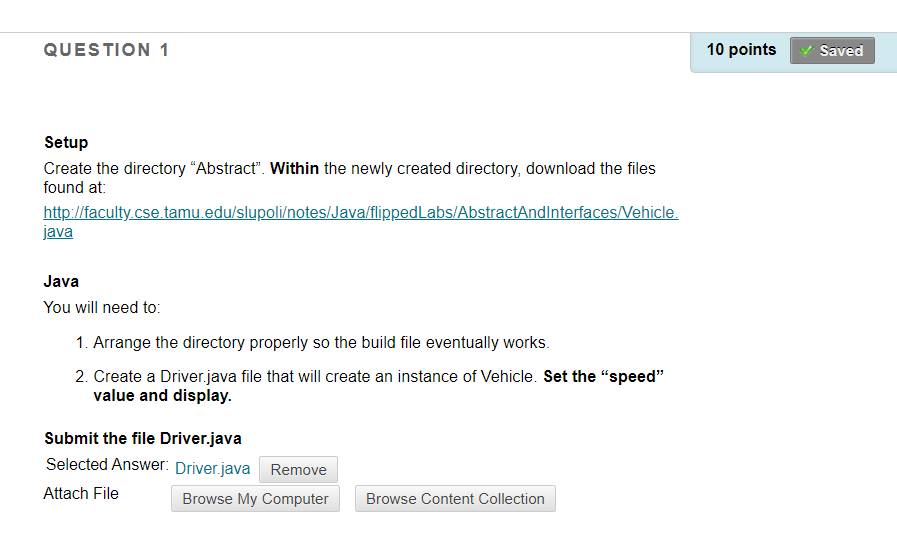 QUESTION 1
10 points
Saved
Setup
Create the directory “Abstract”. Within the newly created directory, download the files
found at:
http://faculty.cse.tamu.edu/slupoli/notes/Java/flippedLabs/AbstractAndInterfaces/Vehicle.
java
Java
You will need to:
1. Arrange the directory properly so the build file eventually works.
2. Create a Driver.java file that will create an instance of Vehicle. Set the “speed”
value and display.
Submit the file Driver.java
Selected Answer: Driver.java Remove
Attach File Browse My Computer Browse Content Collection